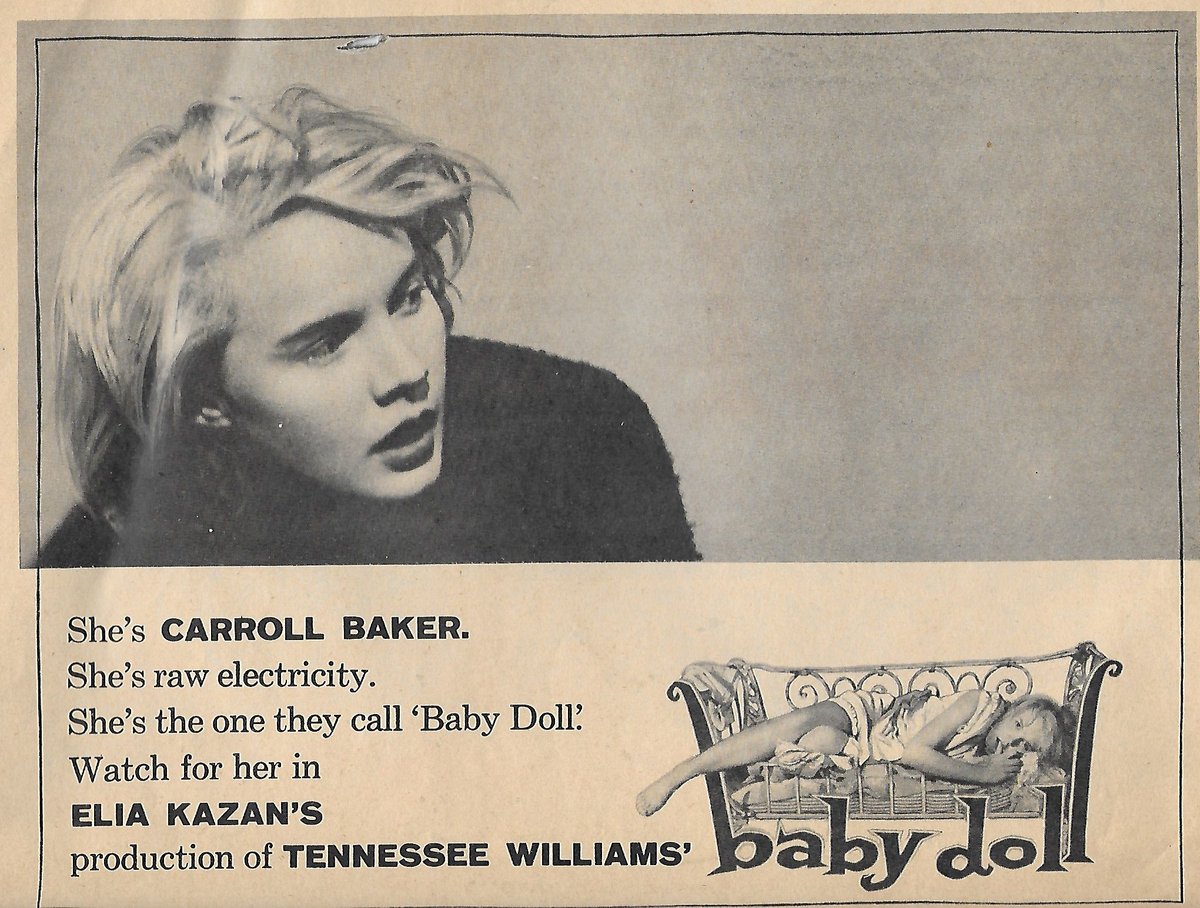 She's CARROLL BAKER.
She's raw electricity.
She's the one they call 'Baby Doll.'
Watch for her in
ELIA KAZAN'S
production of TENNESSEE WILLIAMS'
baby doll